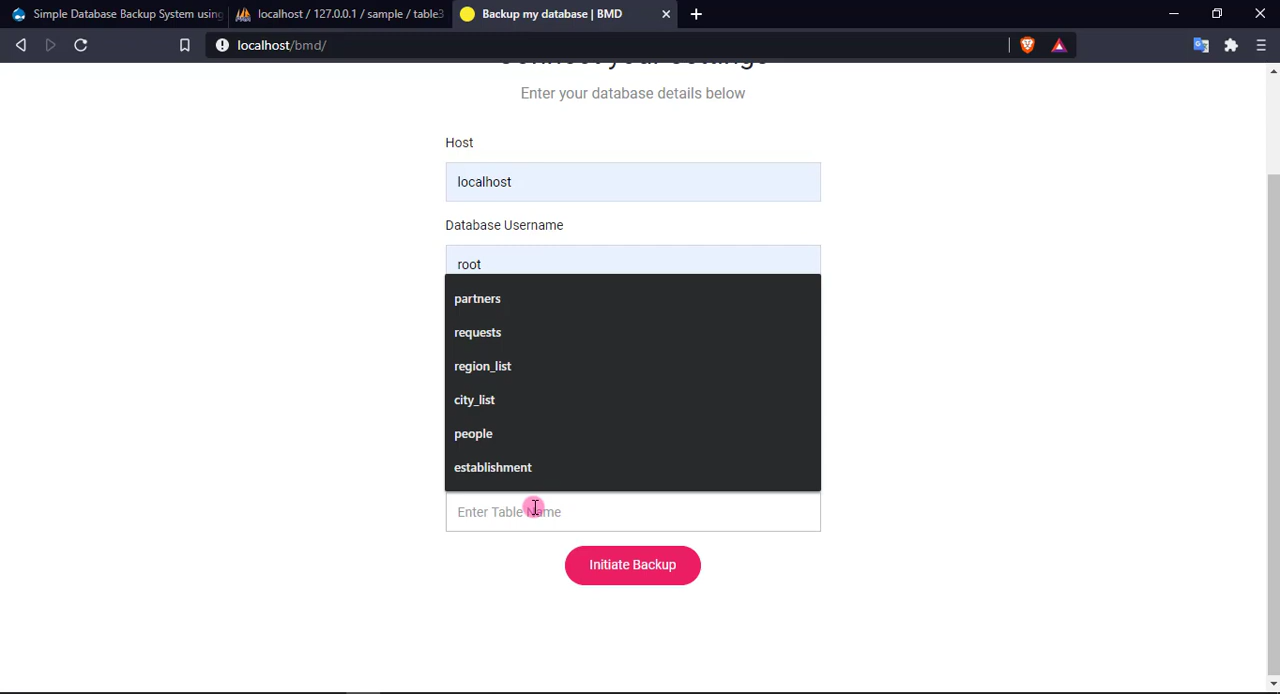 Simple Database Backup System using
localhost / 127.0.0.1 / sample / table3
Backup my database | BMD
localhost/bmd/
Connect your settings
Enter your database details below
Host
localhost
Database Username
root
partners
requests
region_list
city_list
people
establishment
Enter Table Name
Initiate Backup